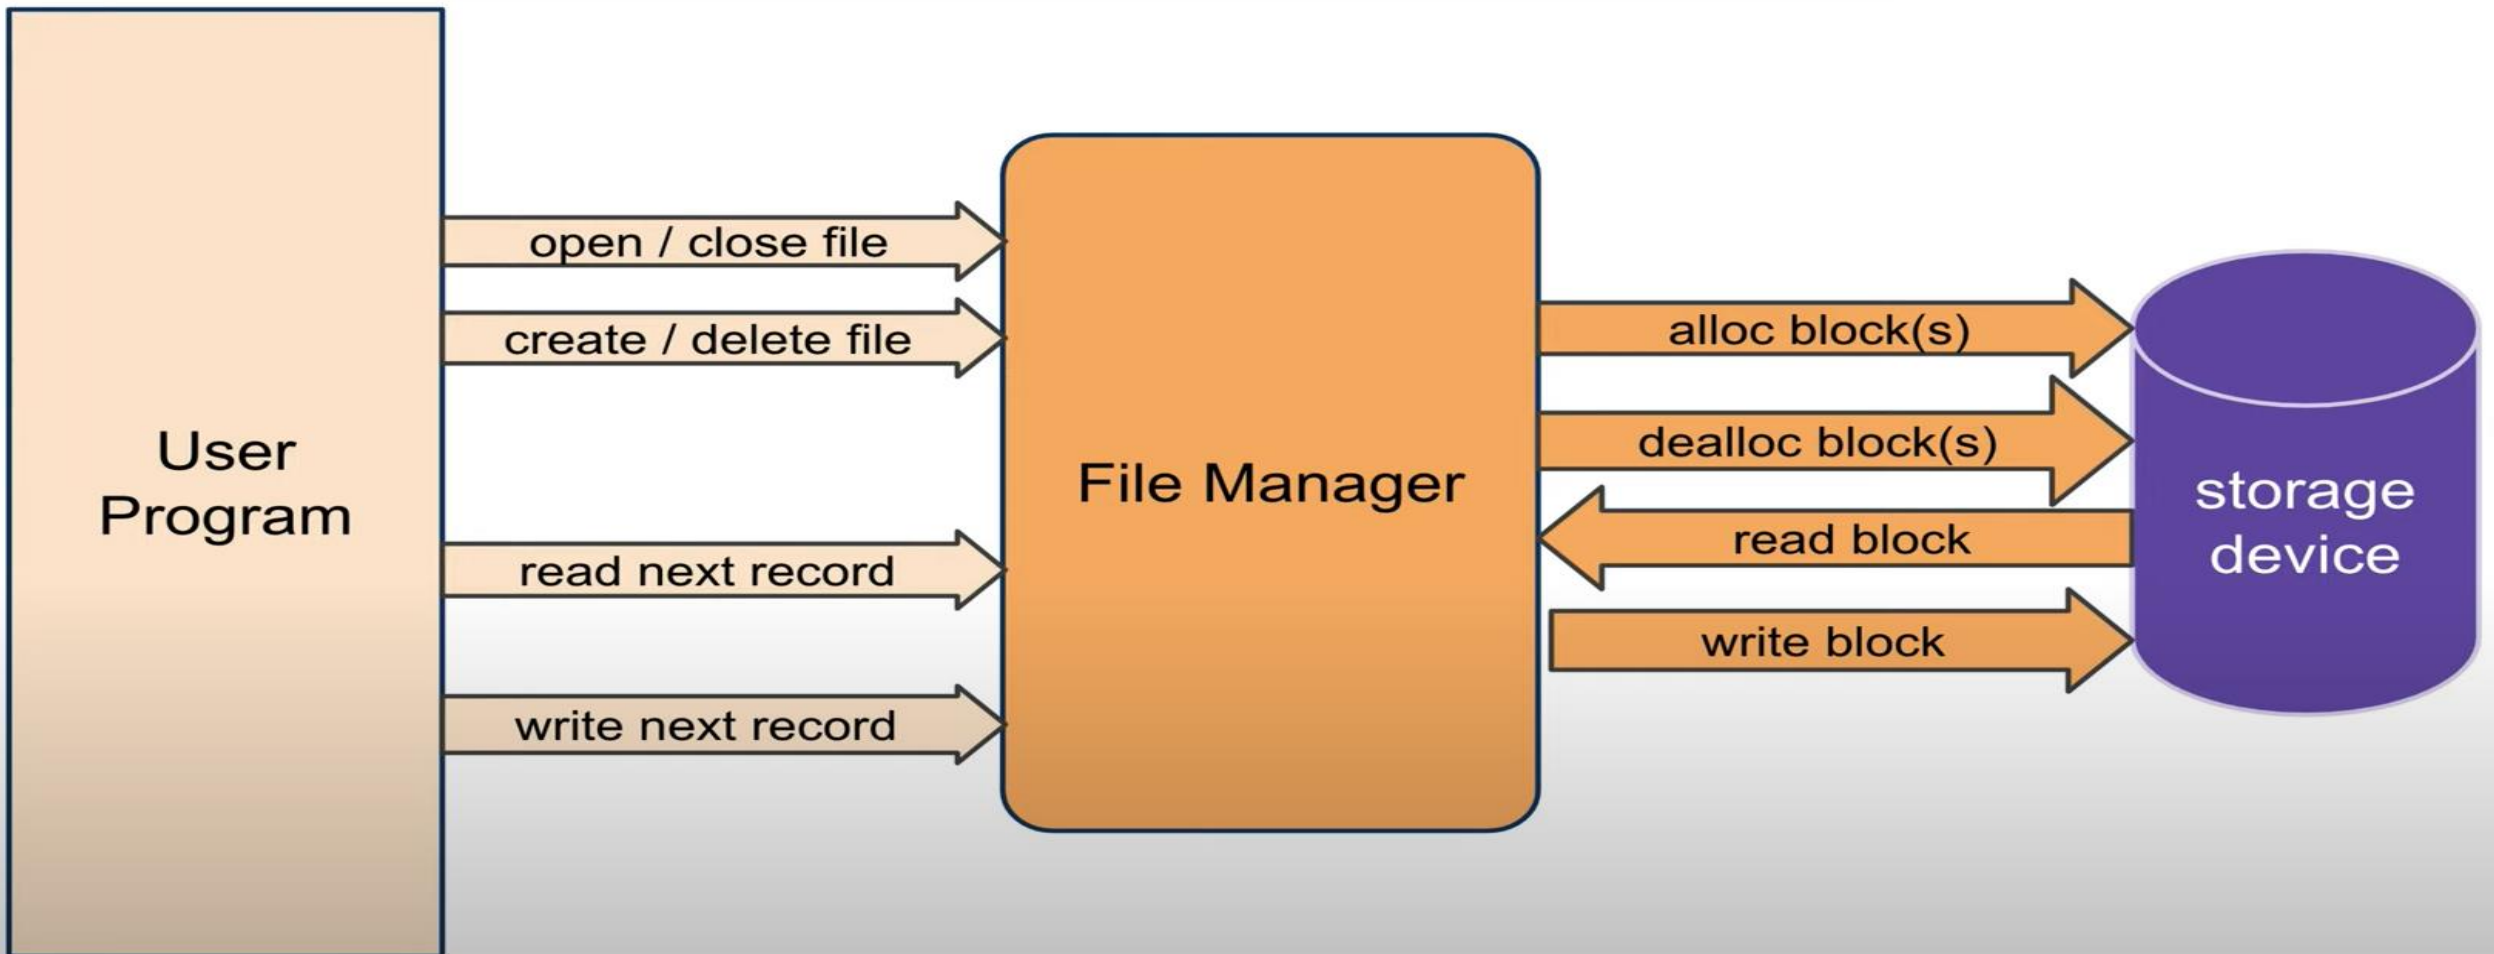 User
Program
open / close file
create / delete file
read next record
write next record
File Manager
alloc block(s)
dealloc block(s)
read block
write block
storage
device